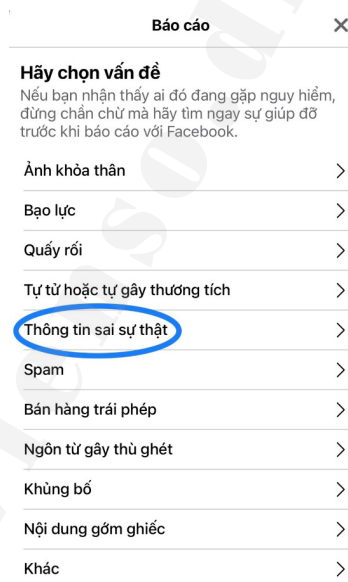 Báo cáo
Hãy chọn vấn đề
Nếu bạn nhận thấy ai đó đang gặp nguy hiểm,
đừng chần chừ mà hãy tìm ngay sự giúp đỡ
trước khi báo cáo với Facebook.
Ảnh khỏa thân
Bạo lực
Quấy rối
Tự tử hoặc tự gây thương tích
Thông tin sai sự thật
Spam
Bán hàng trái phép
Ngôn từ gây thù ghét
Khủng bố
Nội dung gớm ghiếc
Khác